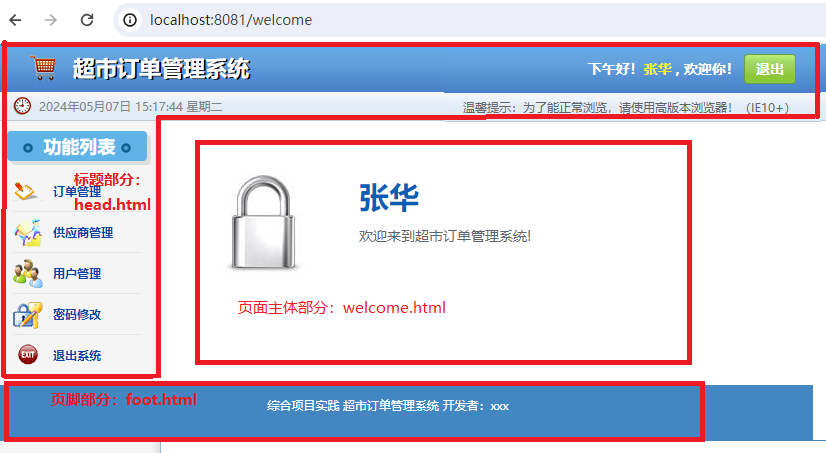 localhost:8081/welcome
超市订单管理系统
下午好！张华，欢迎你！ 退出
2024年05月07日 15:17:44 星期二
温馨提示：为了能正常浏览，请使用高版本浏览器！（IE10+）
功能列表
标题部分：
订单管理
head.html
供应商管理
用户管理
密码修改
EXIT 退出系统
张华
欢迎来到超市订单管理系统!
页面主体部分：welcome.html
页脚部分：foot.html
综合项目实践 超市订单管理系统 开发者：xxx